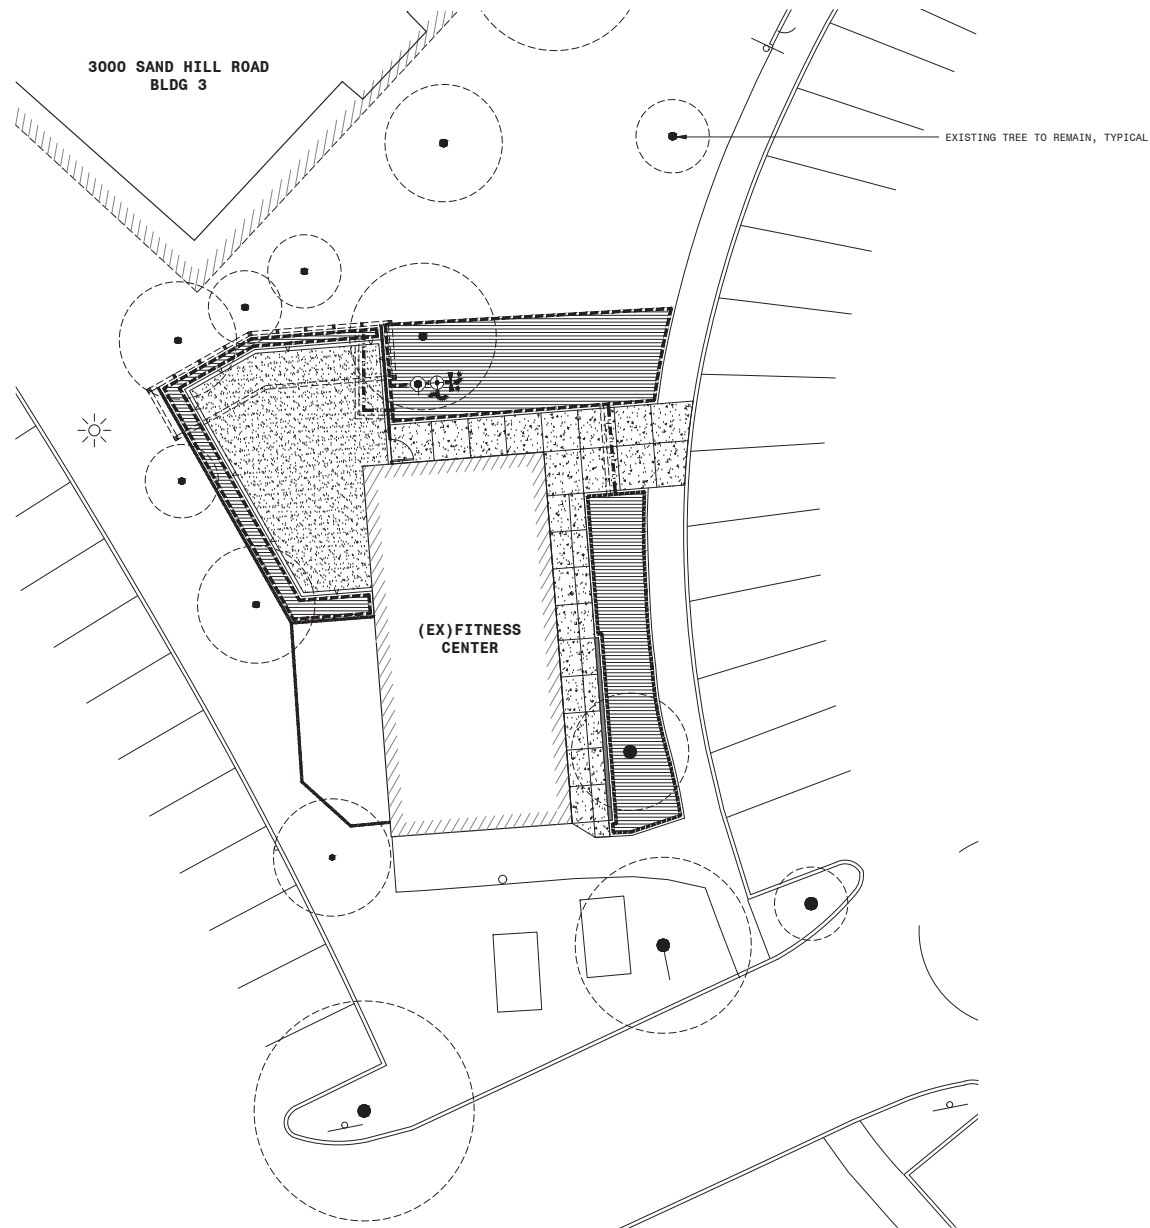 3000 SAND HILL ROAD
BLDG 3
EXISTING TREE TO REMAIN, TYPICAL
(EX)FITNESS
CENTER